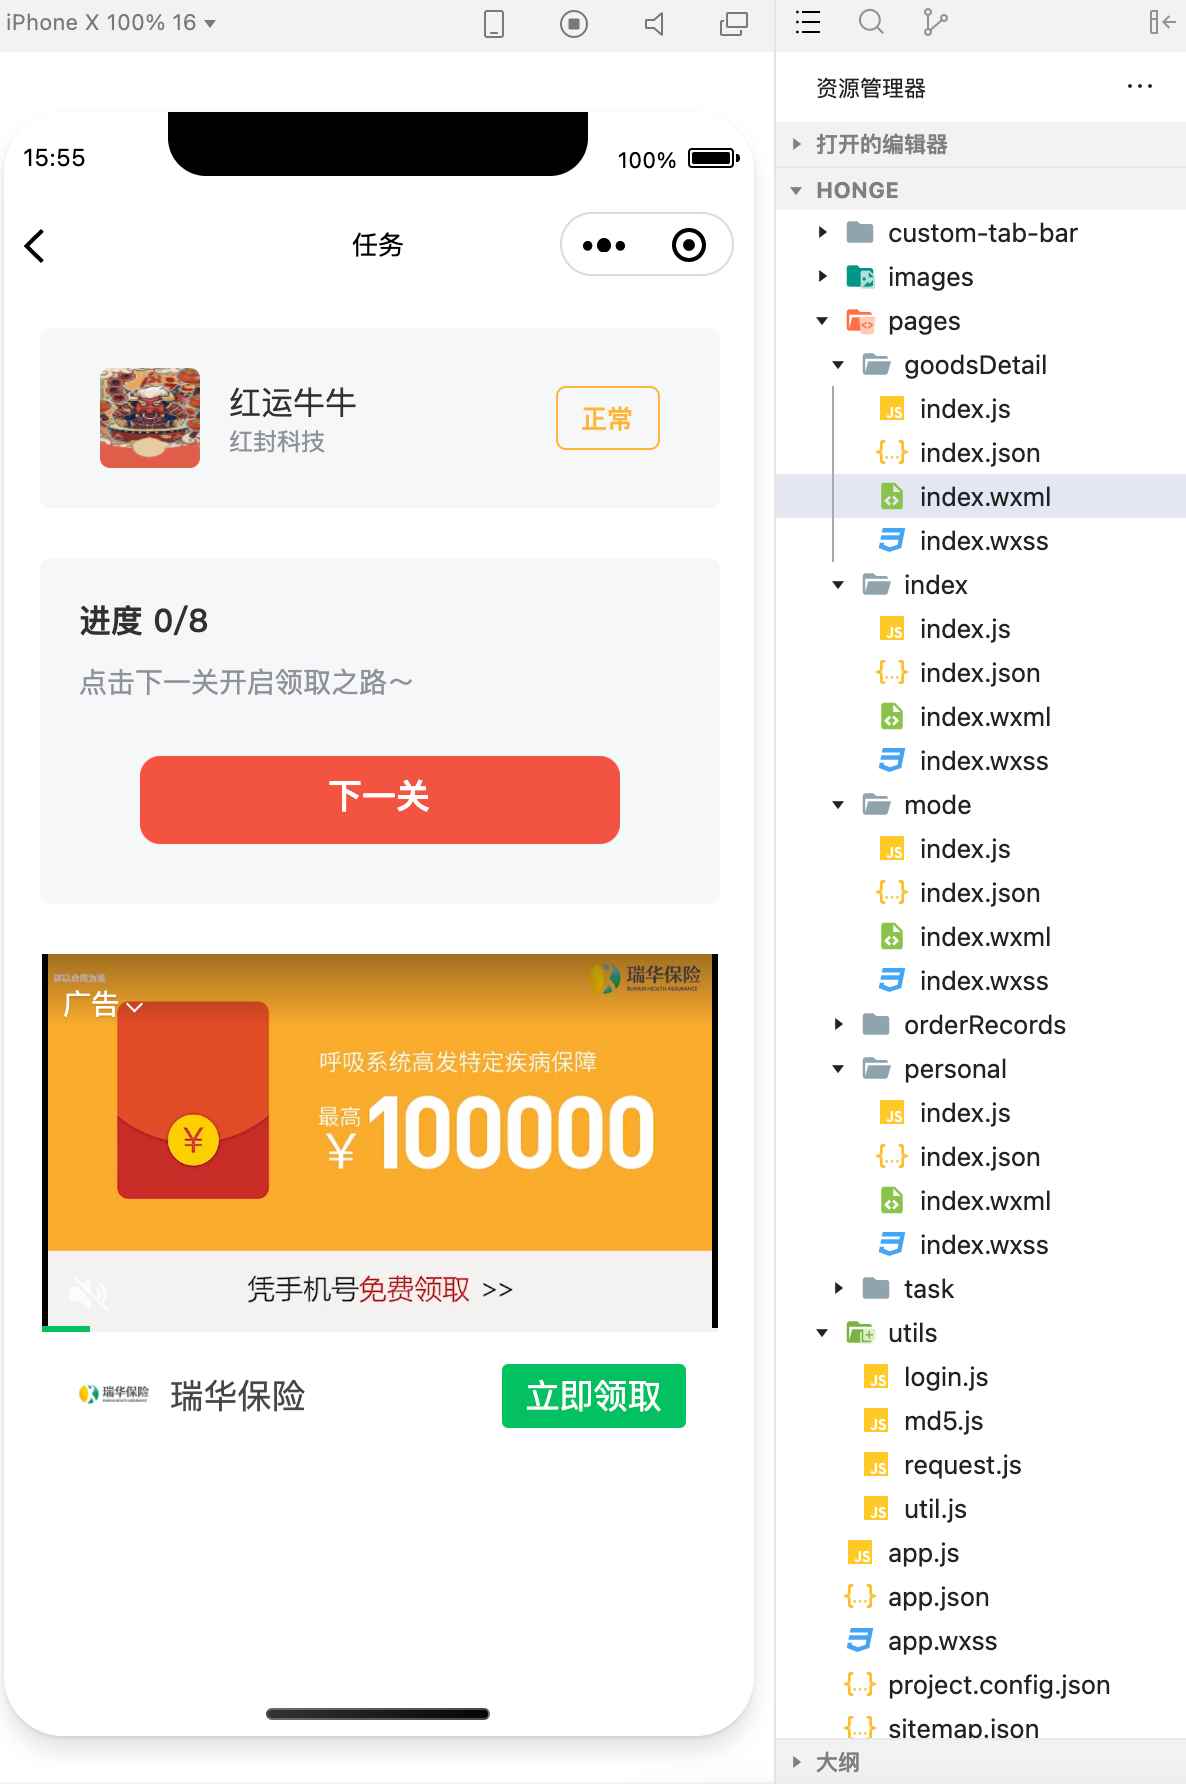 iPhone X 100% 16
15:55
100%
任务
红运牛牛
红封科技
正常
进度 0/8
点击下一关开启领取之路～
下一关
瑞华保险
广告
呼吸系统高发特定疾病保障
最高
¥100000
¥
凭手机号免费领取 >>
瑞华保险
瑞华保险
立即领取
资源管理器
打开的编辑器
HONGE
custom-tab-bar
images
pages
goodsDetail
index.js
index.json
index.wxml
index.wxss
index
index.js
index.json
index.wxml
index.wxss
mode
index.js
index.json
index.wxml
index.wxss
orderRecords
personal
index.js
index.json
index.wxml
index.wxss
task
utils
login.js
md5.js
request.js
util.js
app.js
app.json
app.wxss
project.config.json
sitemap.json
大纲